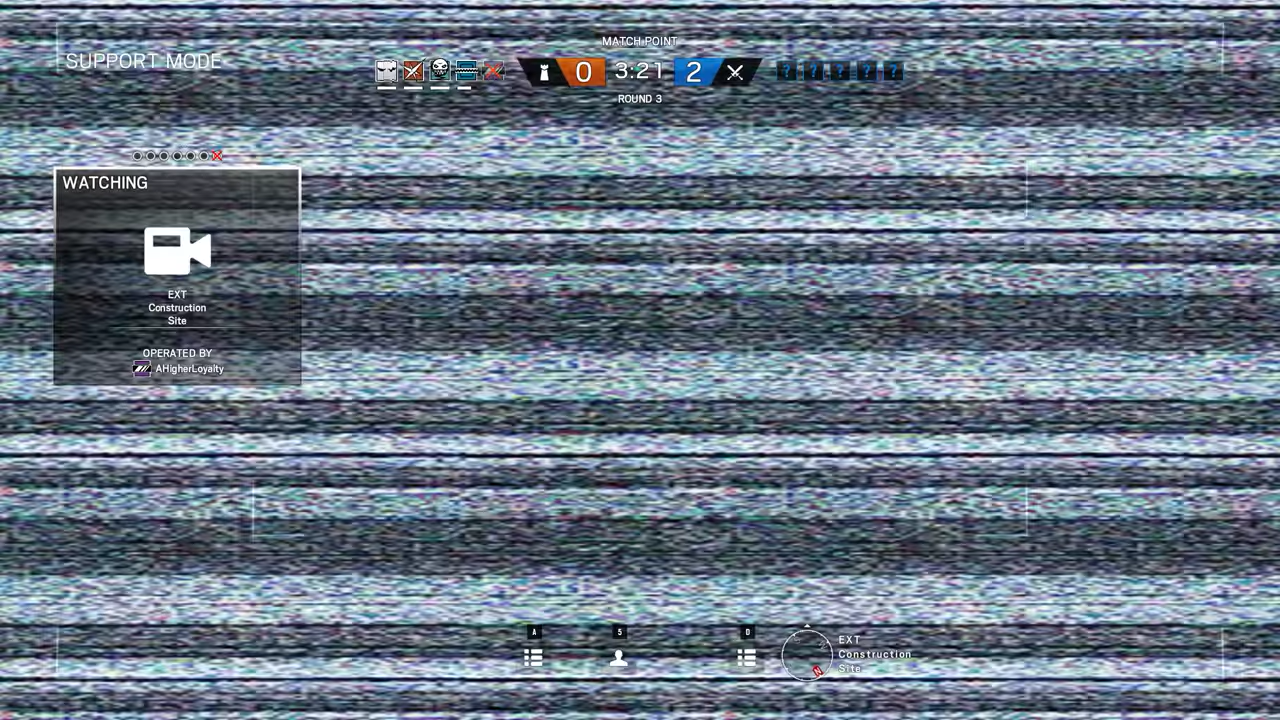 MATCH POINT
SUPPORT MODE
0 3:21 2 ? ? ? ? ?
ROUND 3
WATCHING
EXT
Construction
Site
OPERATED BY
AHigherLoyalty
A 5 D
EXT
Construction
Site
N